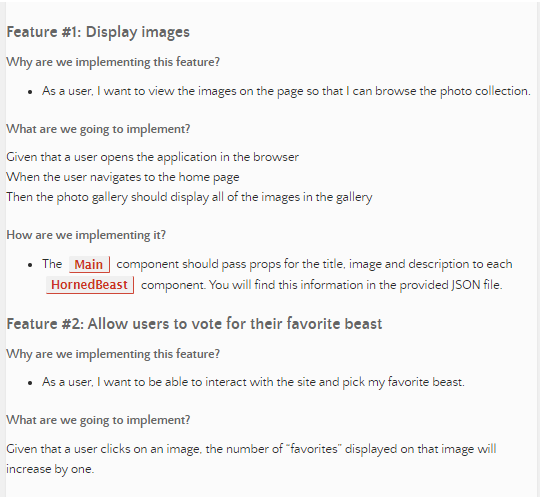 Feature #1: Display images
Why are we implementing this feature?
• As a user, I want to view the images on the page so that I can browse the photo collection.
What are we going to implement?
Given that a user opens the application in the browser
When the user navigates to the home page
Then the photo gallery should display all of the images in the gallery
How are we implementing it?
• The Main component should pass props for the title, image and description to each
HornedBeast component. You will find this information in the provided JSON file.
Feature #2: Allow users to vote for their favorite beast
Why are we implementing this feature?
• As a user, I want to be able to interact with the site and pick my favorite beast.
What are we going to implement?
Given that a user clicks on an image, the number of “favorites” displayed on that image will
increase by one.